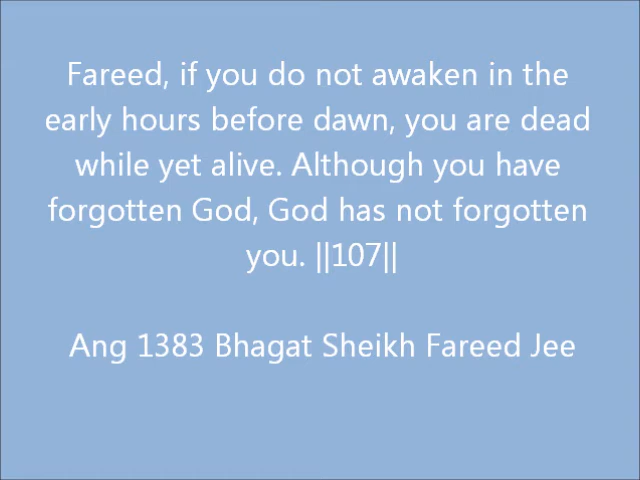 Fareed, if you do not awaken in the
early hours before dawn, you are dead
while yet alive. Although you have
forgotten God, God has not forgotten
you. ||107||
Ang 1383 Bhagat Sheikh Fareed Jee